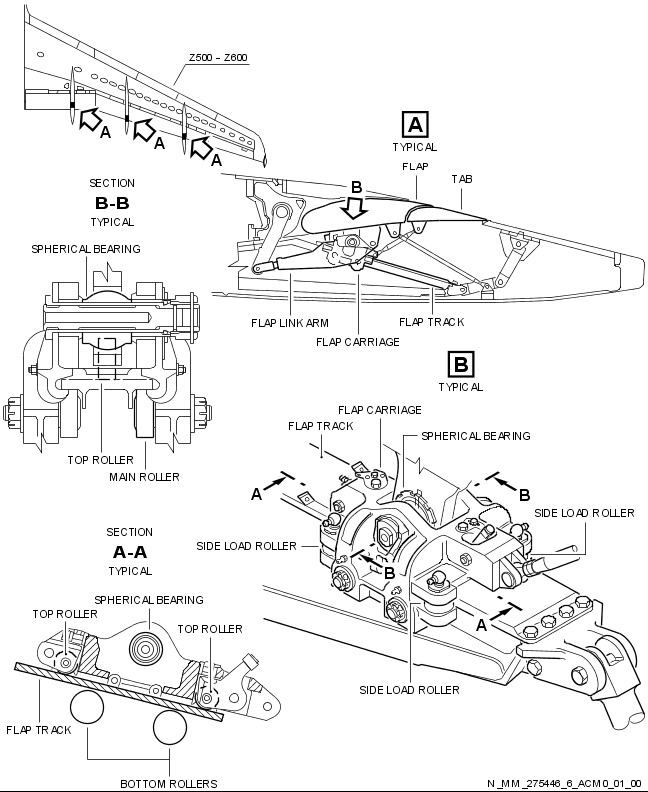 Z500 - Z600
A
A
A
A
TYPICAL
FLAP
TAB
B
FLAP LINK ARM
FLAP CARRIAGE
FLAP TRACK
SECTION
B-B
TYPICAL
SPHERICAL BEARING
TOP ROLLER
MAIN ROLLER
B
TYPICAL
FLAP CARRIAGE
FLAP TRACK
SPHERICAL BEARING
A
B
SIDE LOAD ROLLER
SIDE LOAD ROLLER
B
A
SIDE LOAD ROLLER
SECTION
A-A
TYPICAL
SPHERICAL BEARING
TOP ROLLER
TOP ROLLER
FLAP TRACK
BOTTOM ROLLERS
N_MM_275446_6_ACM0_01_00